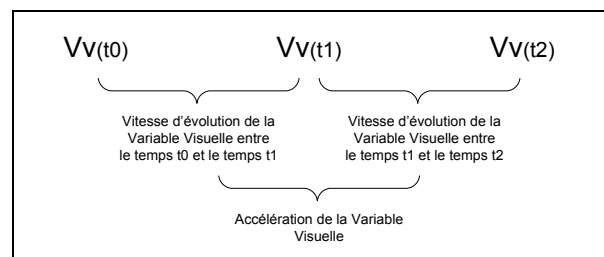 Vv(t0) Vv(t1) Vv(t2)
Vitesse d'évolution de la
Variable Visuelle entre
le temps t0 et le temps t1
Vitesse d'évolution de la
Variable Visuelle entre
le temps t1 et le temps t2
Accélération de la Variable
Visuelle